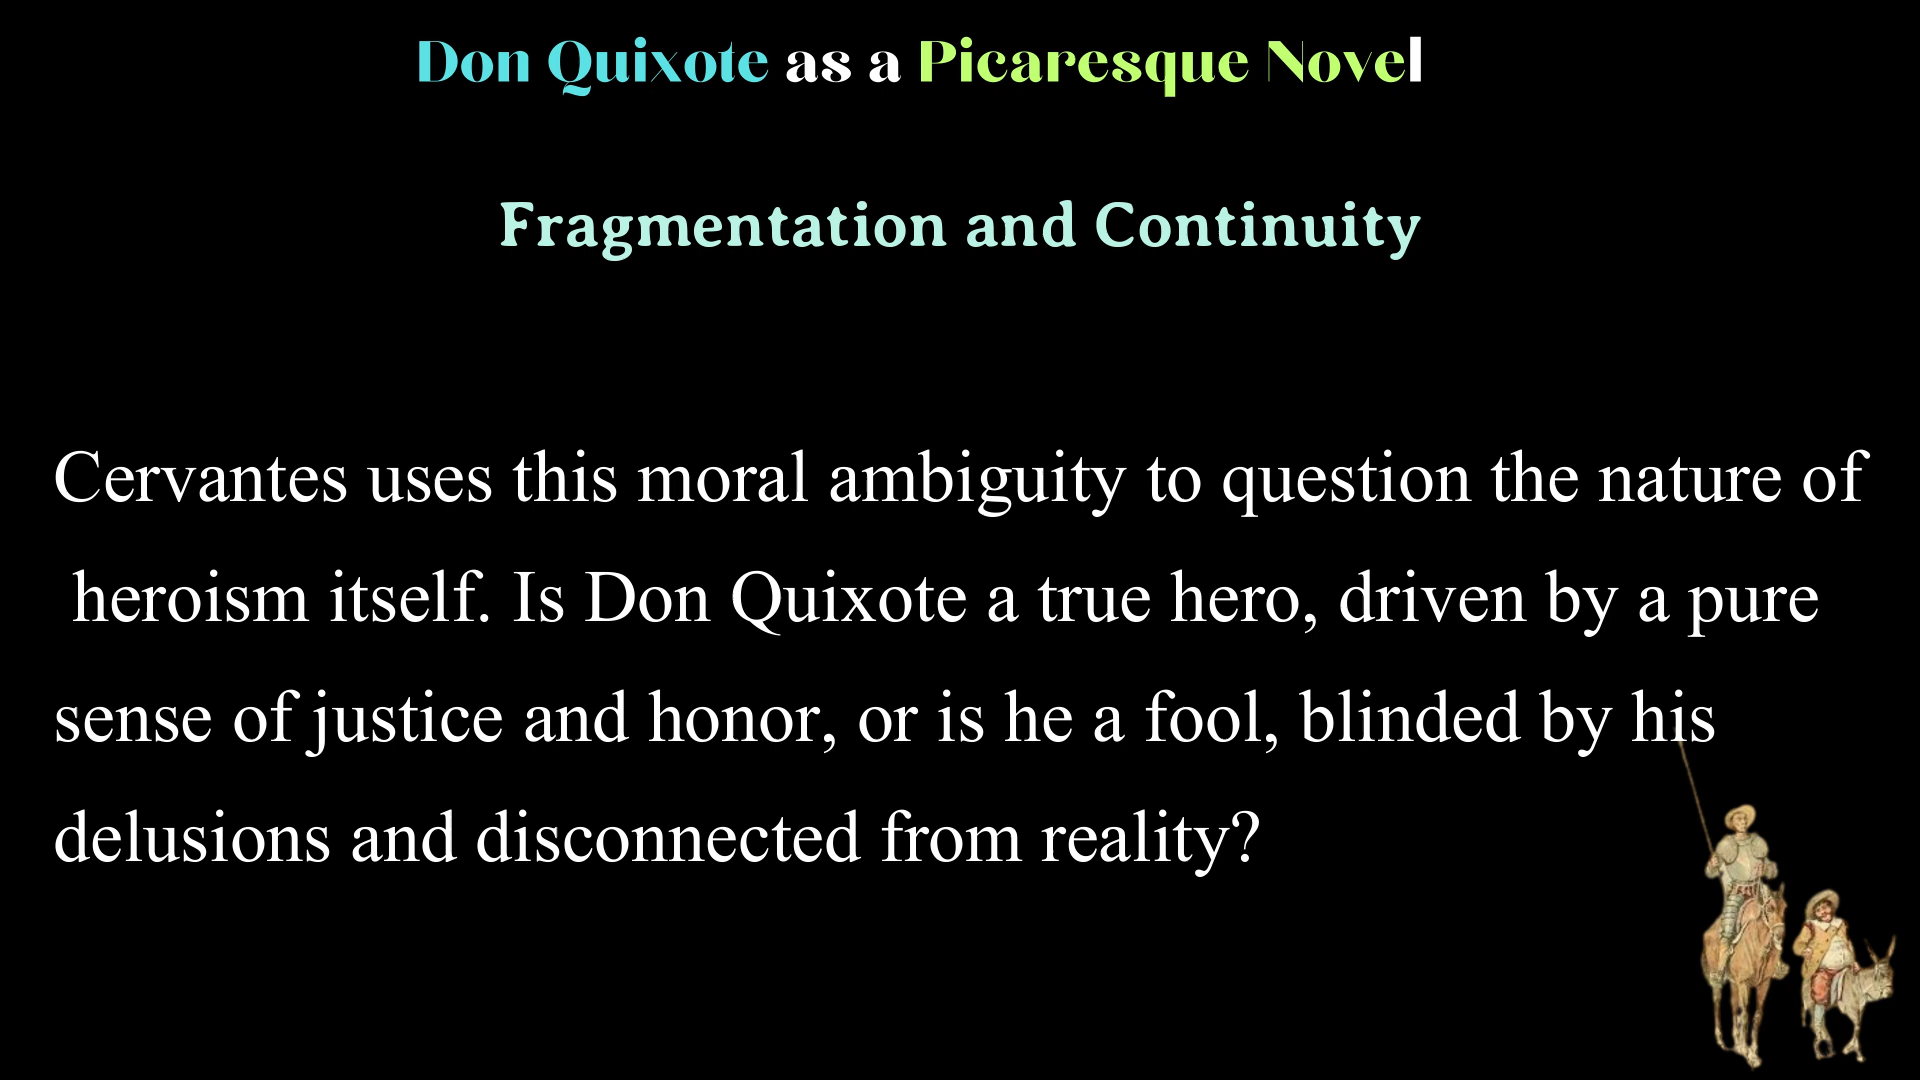 Don Quixote as a Picaresque Novel
Fragmentation and Continuity
Cervantes uses this moral ambiguity to question the nature of
heroism itself. Is Don Quixote a true hero, driven by a pure
sense of justice and honor, or is he a fool, blinded by his
delusions and disconnected from reality?